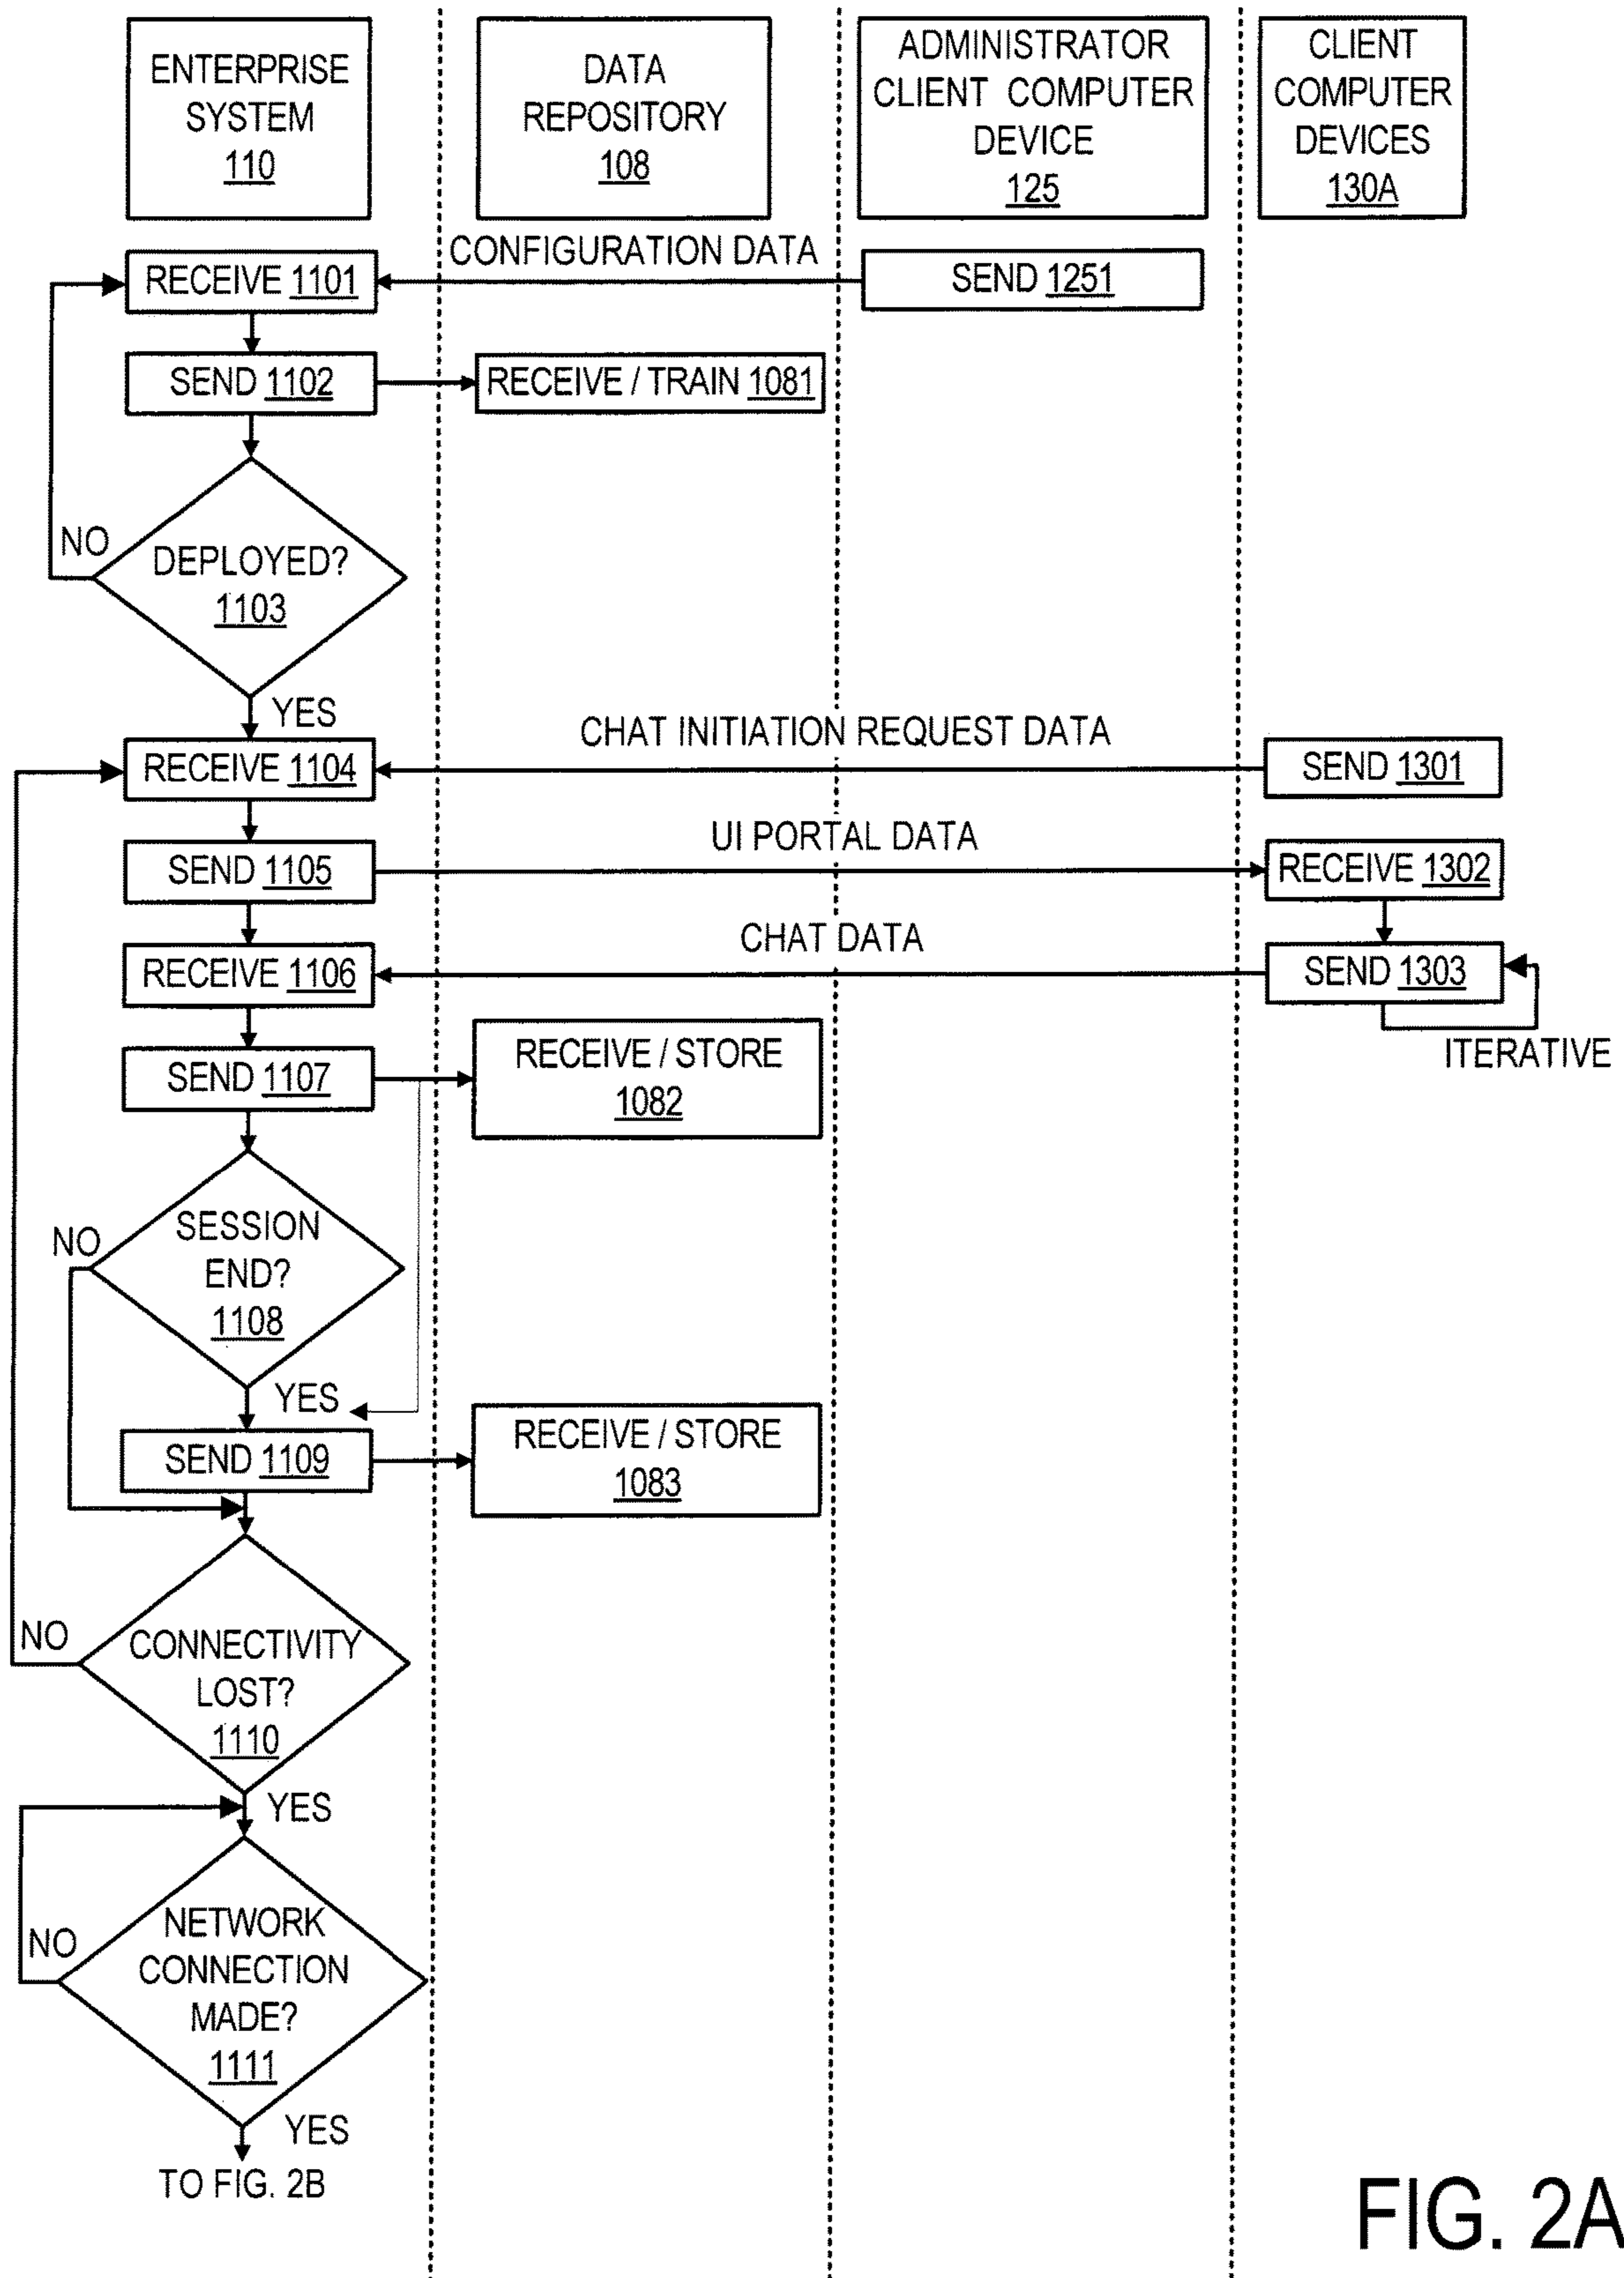 ENTERPRISE
SYSTEM
110
DATA
REPOSITORY
108
ADMINISTRATOR
CLIENT COMPUTER
DEVICE
125
CLIENT
COMPUTER
DEVICES
130A
CONFIGURATION DATA
RECEIVE 1101
SEND 1251
SEND 1102
RECEIVE / TRAIN 1081
NO
DEPLOYED?
1103
YES
CHAT INITIATION REQUEST DATA
RECEIVE 1104
SEND 1301
UI PORTAL DATA
SEND 1105
RECEIVE 1302
CHAT DATA
RECEIVE 1106
SEND 1303
ITERATIVE
SEND 1107
RECEIVE / STORE
1082
NO
SESSION
END?
1108
YES
SEND 1109
RECEIVE / STORE
1083
NO
CONNECTIVITY
LOST?
1110
YES
NO
NETWORK
CONNECTION
MADE?
1111
YES
TO FIG. 2B
FIG. 2A